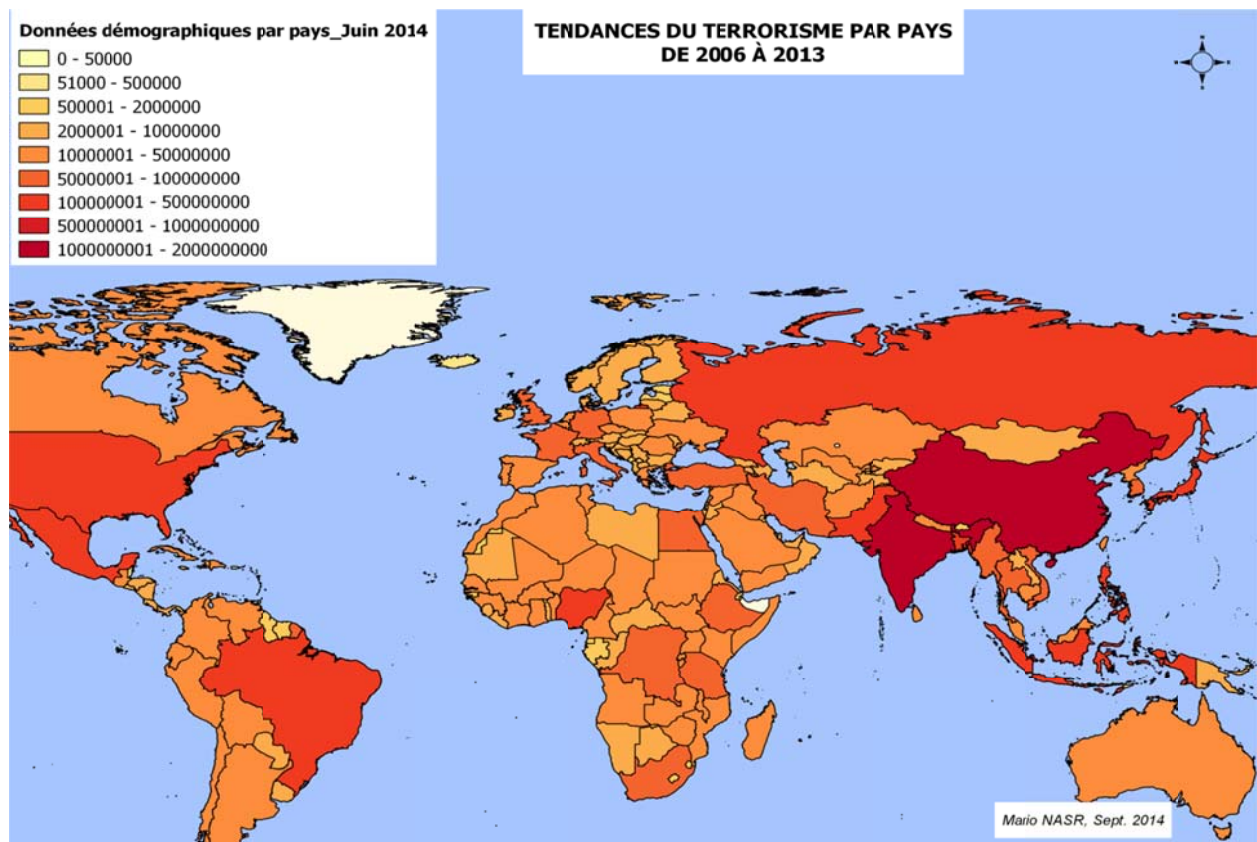 Données démographiques par pays_Juin 2014
0 - 50000
51000 - 500000
500001 - 2000000
2000001 - 10000000
10000001 - 50000000
50000001 - 100000000
100000001 - 500000000
500000001 - 1000000000
1000000001 - 2000000000
TENDANCES DU TERRORISME PAR PAYS
DE 2006 À 2013
Mario NASR, Sept. 2014